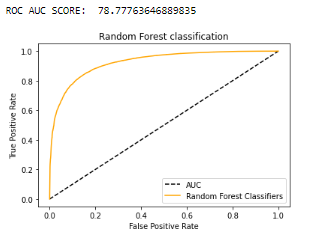 ROC AUC SCORE:  78.77763646889835
Random Forest classification
True Positive Rate
1.0
0.8
0.6
0.4
0.2
0.0
AUC
Random Forest Classifiers
0.0 0.2 0.4 0.6 0.8 1.0
False Positive Rate